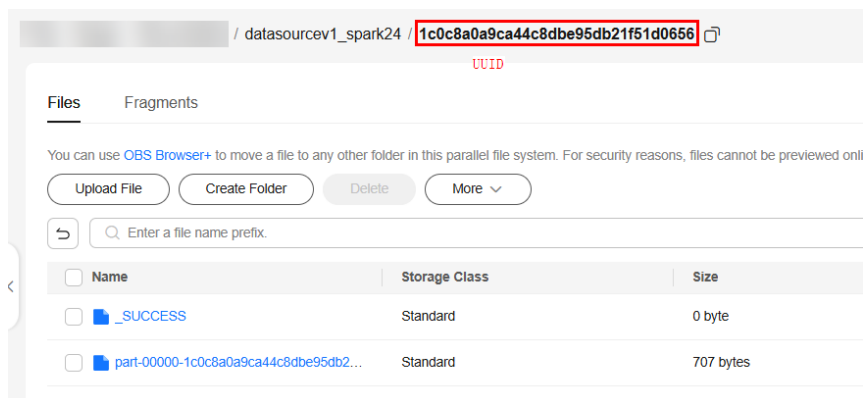 / datasourcev1_spark24 / 1c0c8a0a9ca44c8dbe95db21f51d0656
UUID
Files Fragments
You can use OBS Browser+ to move a file to any other folder in this parallel file system. For security reasons, files cannot be previewed onli
Upload File Create Folder Delete More
Enter a file name prefix.
Name Storage Class Size
_SUCCESS Standard 0 byte
part-00000-1c0c8a0a9ca44c8dbe95db2... Standard 707 bytes